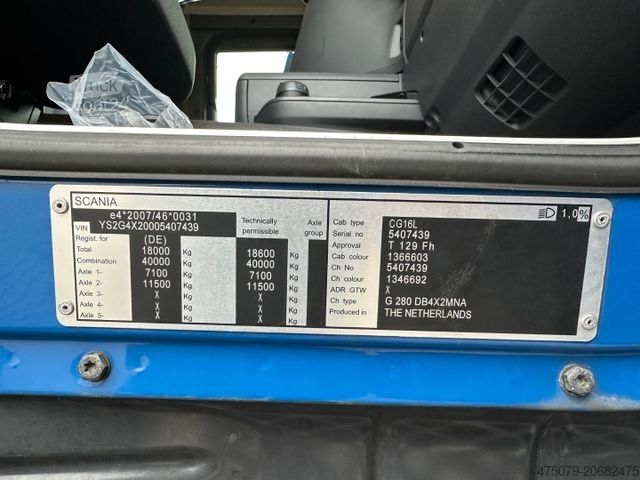 SCANIA
e4*2007/46*0031
VIN YS2G4X20005407439
Technically permissible
Axle group
Regist. for (DE)
Total 18000 Kg 18600 Kg
Combination 40000 Kg 40000 Kg
Axle 1- 7100 Kg 7100 Kg
Axle 2- 11500 Kg 11500 Kg
Axle 3- X Kg X Kg
Axle 4- X Kg X Kg
Axle 5- X Kg X Kg
1,0%
Cab type CG16L
Serial no 5407439
Approval T 129 Fh
Cab colour 1366603
Ch No 5407439
Ch colour 1346692
ADR GTW X
Ch type G 280 DB4X2MNA
Produced in THE NETHERLANDS
475079-20682475